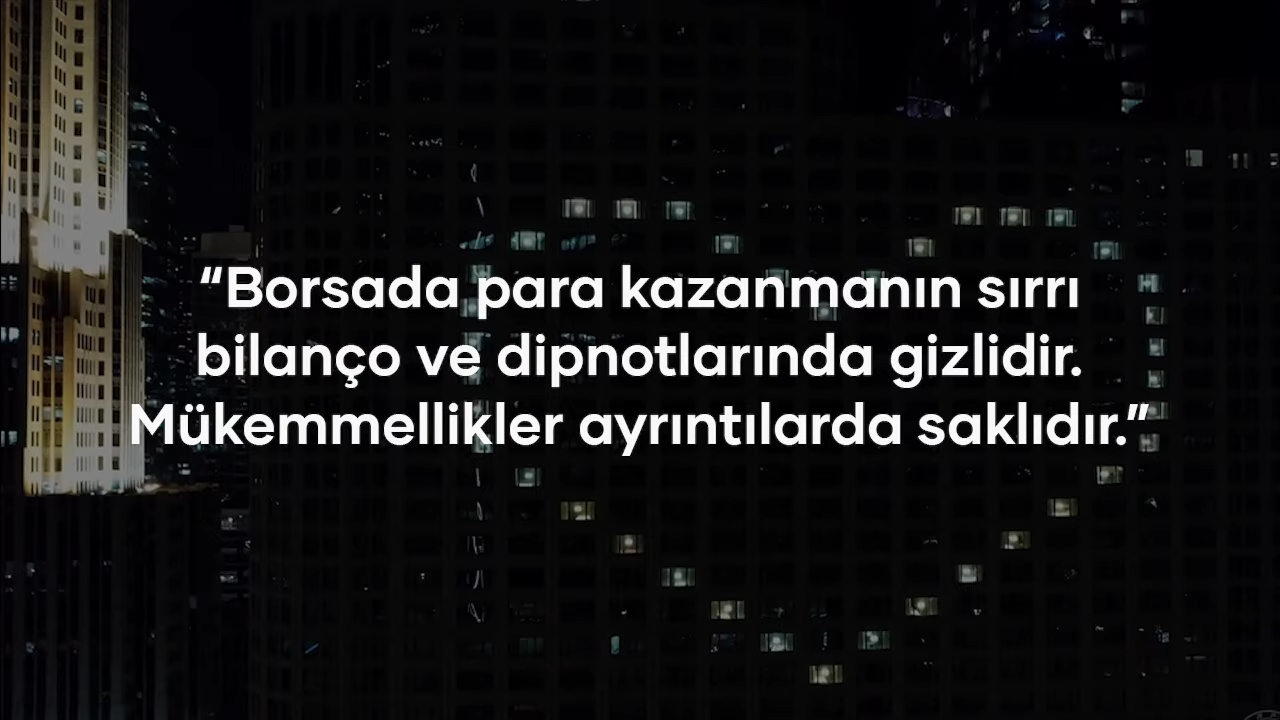 “Borsada para kazanmanın sırrı
bilanço ve dipnotlarında gizlidir.
Mükemmellikler ayrıntılarda saklıdır.”